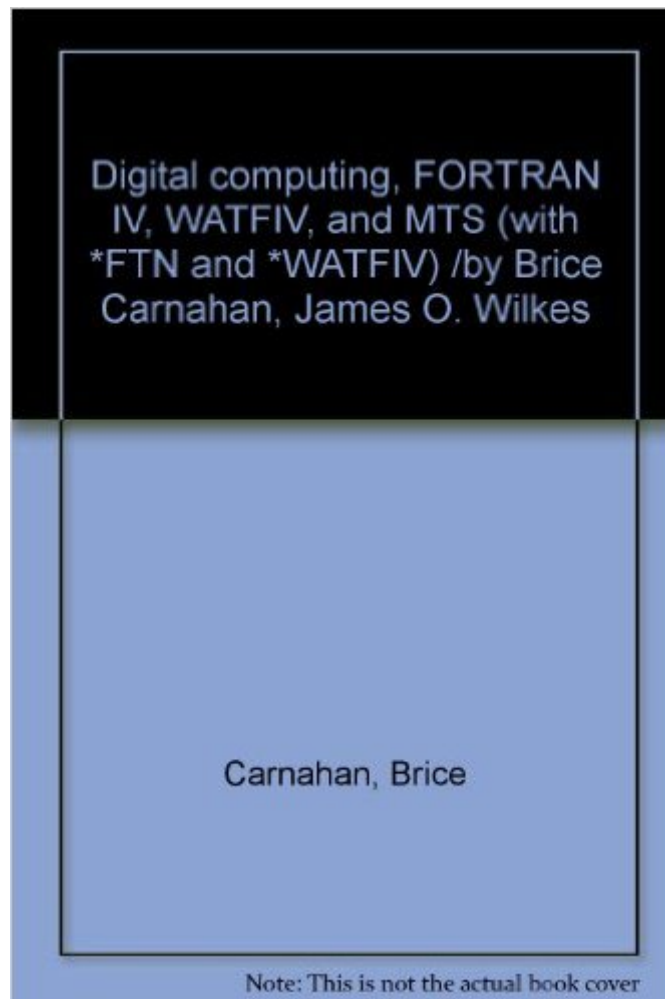 Digital computing, FORTRAN
IV, WATFIV, and MTS (with
*FTN and *WATFIV) /by Brice
Carnahan, James O. Wilkes
Carnahan, Brice
Note: This is not the actual book cover